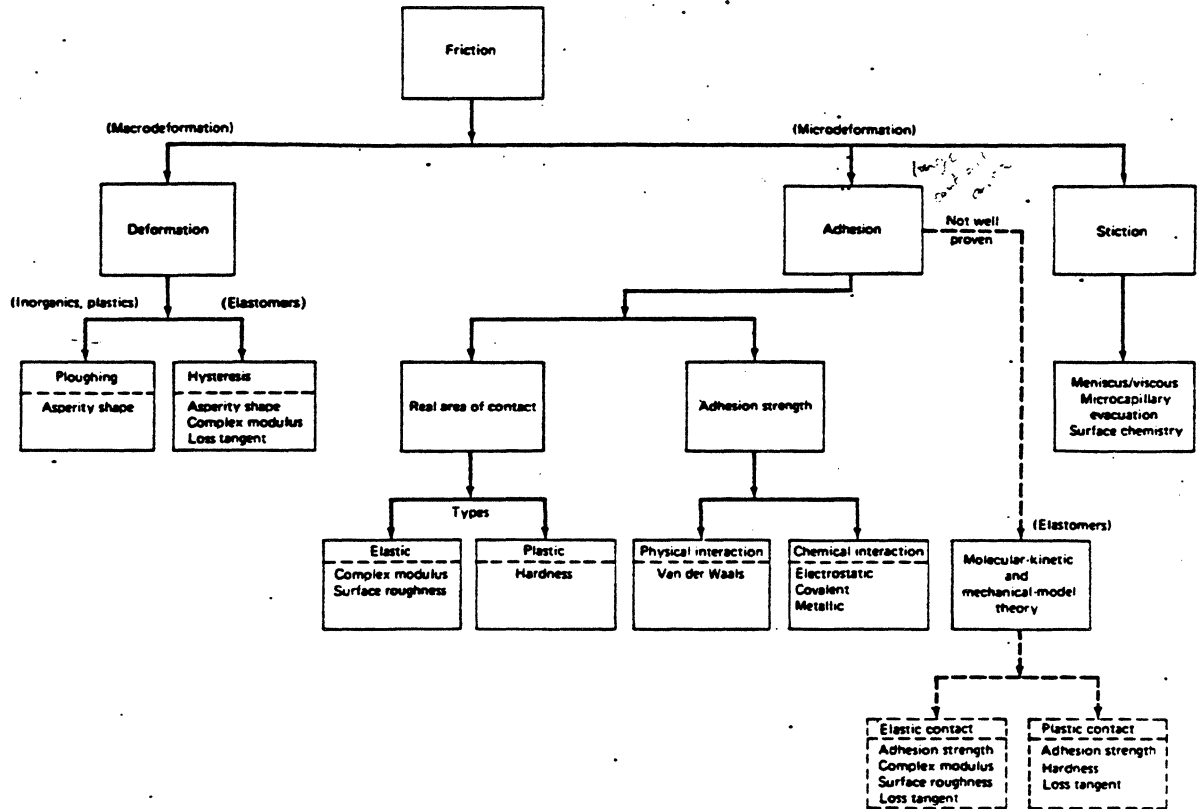 Friction
(Macrodeformation)
(Microdeformation)
Deformation
Adhesion
Not well
proven
Stiction
(Inorganics, plastics)
(Elastomers)
Ploughing
Asperity shape
Hysteresis
Asperity shape
Complex modulus
Loss tangent
Real area of contact
Adhesion strength
Meniscus/viscous
Microcapillary
evacuation
Surface chemistry
Types
Elastic
Complex modulus
Surface roughness
Plastic
Hardness
Physical interaction
Van der Waals
Chemical interaction
Electrostatic
Covalent
Metallic
(Elastomers)
Molecular-kinetic
and
mechanical-model
theory
Elastic contact
Adhesion strength
Complex modulus
Surface roughness
Loss tangent
Plastic contact
Adhesion strength
Hardness
Loss tangent